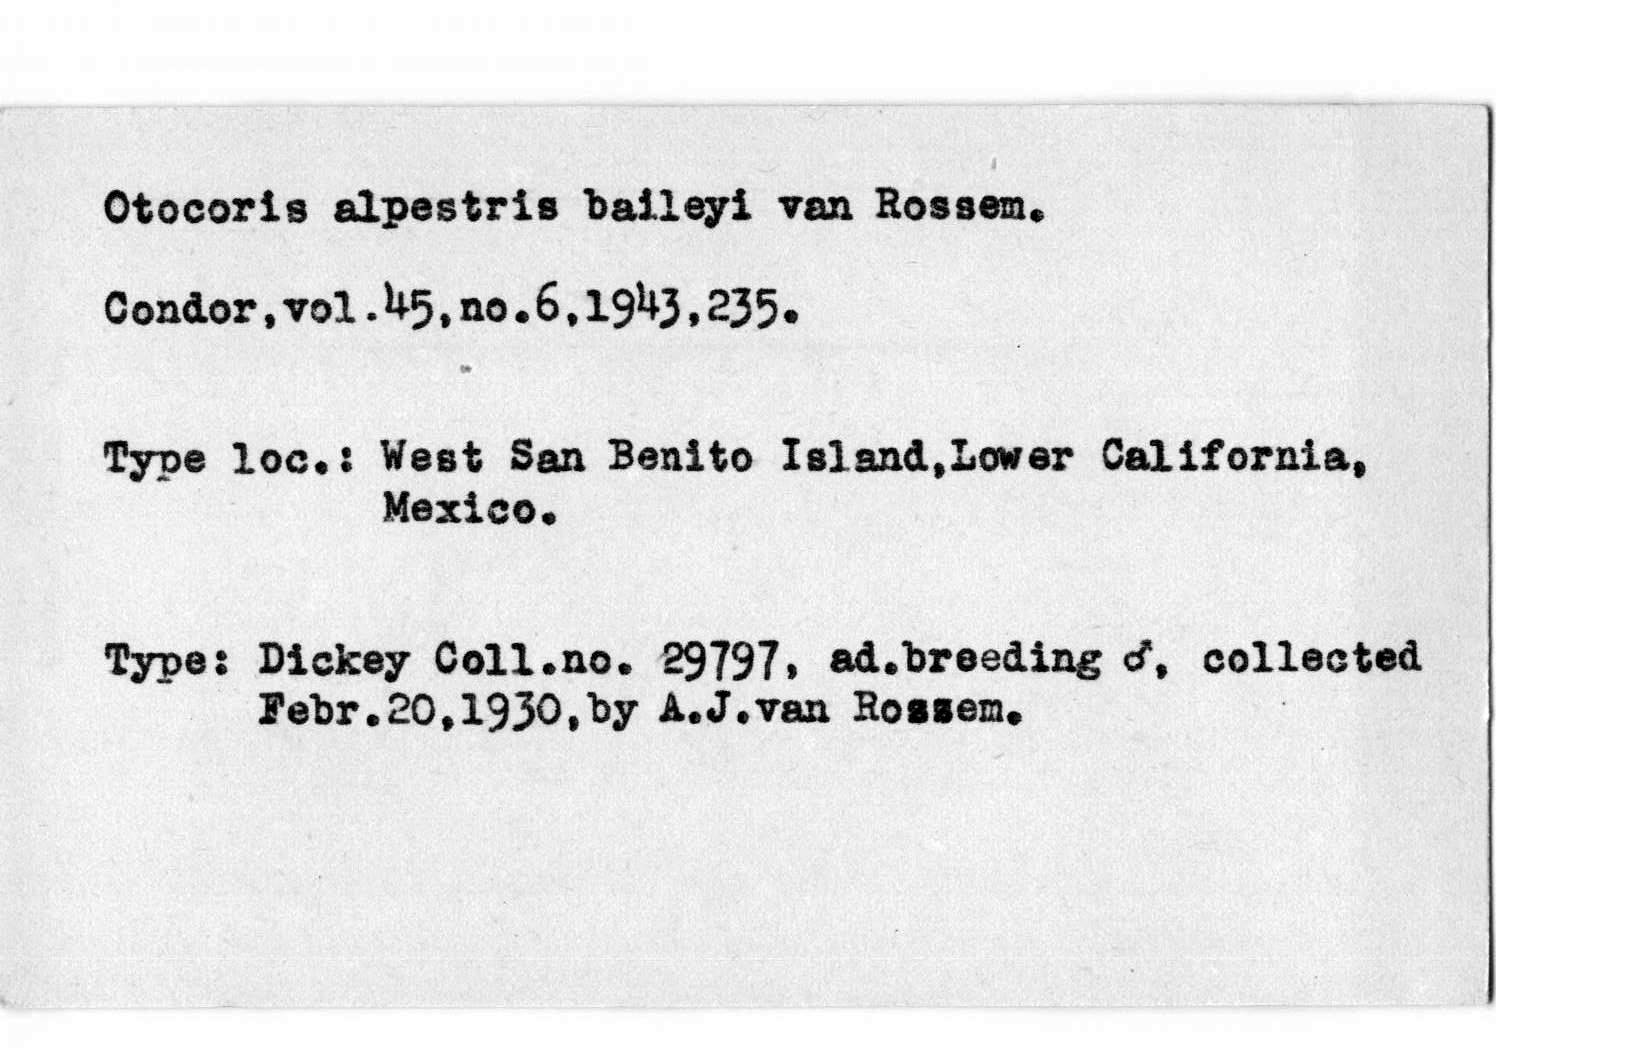 Otocoris alpestris baileyi van Rossem.
Condor,vol.45,no.6,1943,235.
Type loc.: West San Benito Island,Lower California,
Mexico.
Type: Dickey Coll.no. 29797, ad.breeding ♂, collected
Febr.20,1930,by A.J.van Rossem.